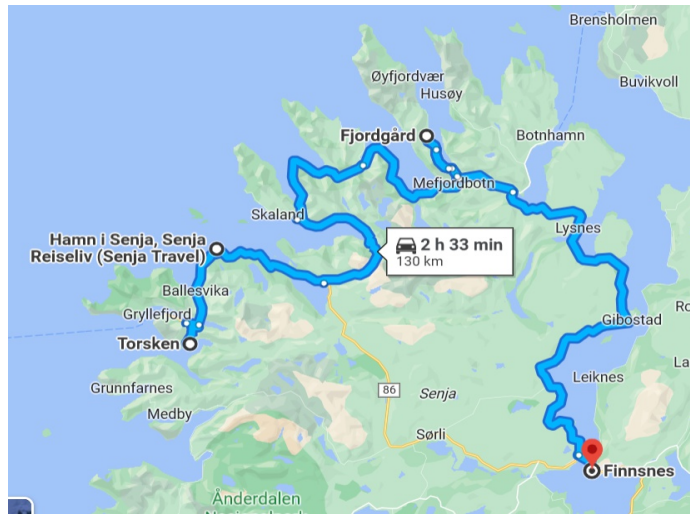 Brensholmen
Øyfjordvær
Husøy
Buvikvoll
Fjordgård
Botnhamn
Mefjordbotn
Skaland
Lysnes
Hamn i Senja, Senja
Reiseliv (Senja Travel)
2 h 33 min
130 km
Ballesvika
Gryllefjord
Gibostad
Torsken
Leiknes
Grunnfarnes
86
Senja
Medby
Sørli
Finnsnes
Ånderdalen